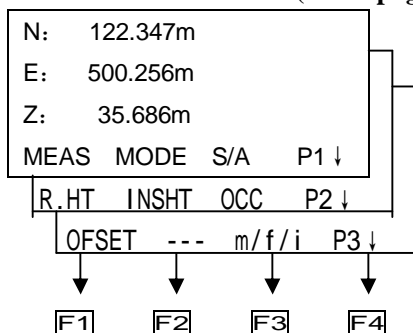 N： 122.347m
E： 500.256m
Z： 35.686m
MEAS MODE S/A P1↓
R.HT INSHT OCC P2↓
OFSET --- m/f/i P3↓
F1 F2 F3 F4